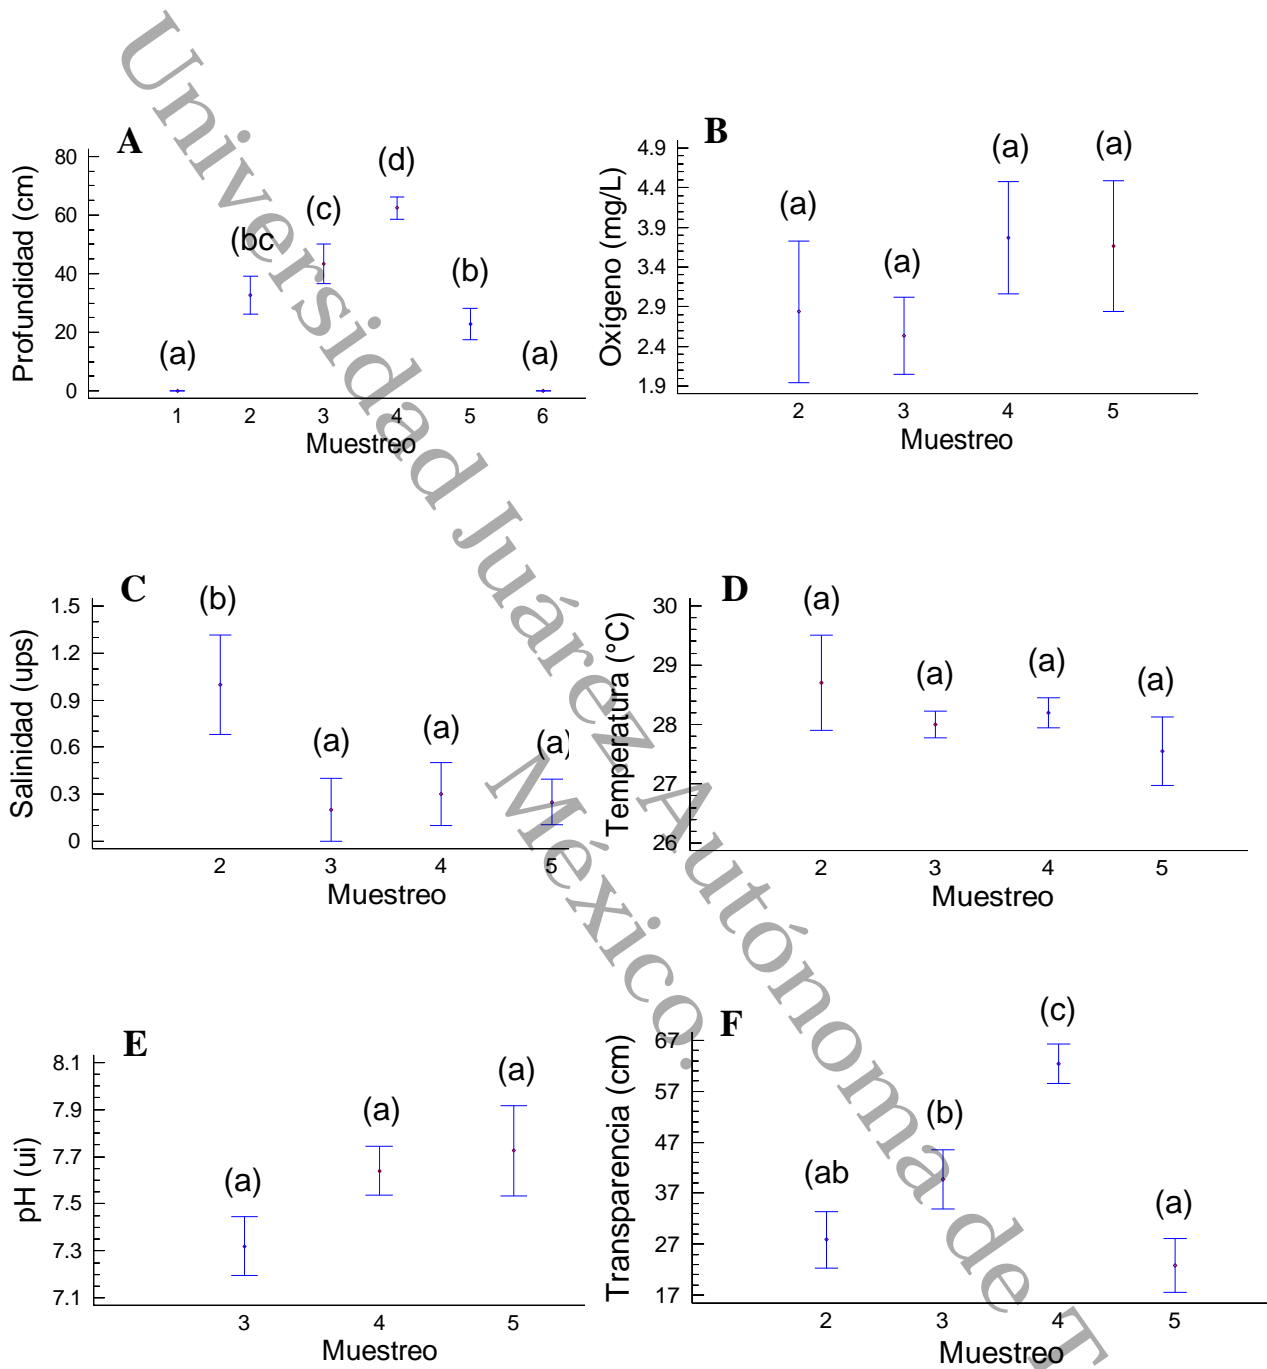 Universidad Juárez Autónoma de T
México.
A
Profundidad (cm)
80
60
40
20
0
(a)
(bc
(c)
(d)
(b)
(a)
1 2 3 4 5 6
Muestreo
B
Oxígeno (mg/L)
4.9
4.4
3.9
3.4
2.9
2.4
1.9
(a)
(a)
(a)
(a)
2 3 4 5
Muestreo
C
Salinidad (ups)
1.5
1.2
0.9
0.6
0.3
0
(b)
(a)
(a)
(a)
2 3 4 5
Muestreo
D
Temperatura (°C)
30
29
28
27
26
(a)
(a)
(a)
(a)
2 3 4 5
Muestreo
E
pH (ui)
8.1
7.9
7.7
7.5
7.3
7.1
(a)
(a)
(a)
3 4 5
Muestreo
F
Transparencia (cm)
67
57
47
37
27
17
(ab
(b)
(c)
(a)
2 3 4 5
Muestreo